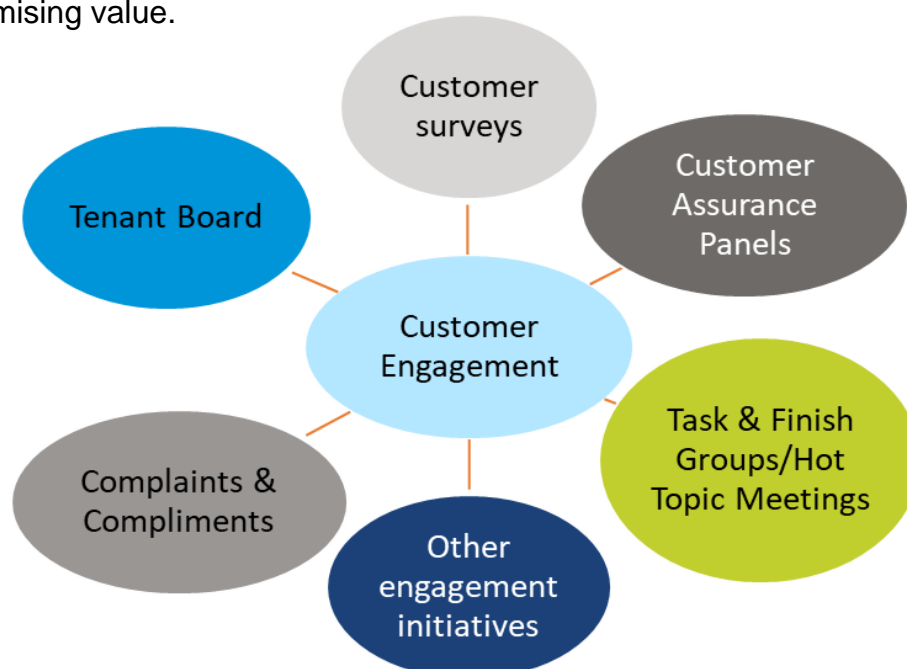 value.
Customer
surveys
Customer
Assurance
Panels
Tenant Board
Customer
Engagement
Task & Finish
Groups/Hot
Topic Meetings
Complaints &
Compliments
Other
engagement
initiatives